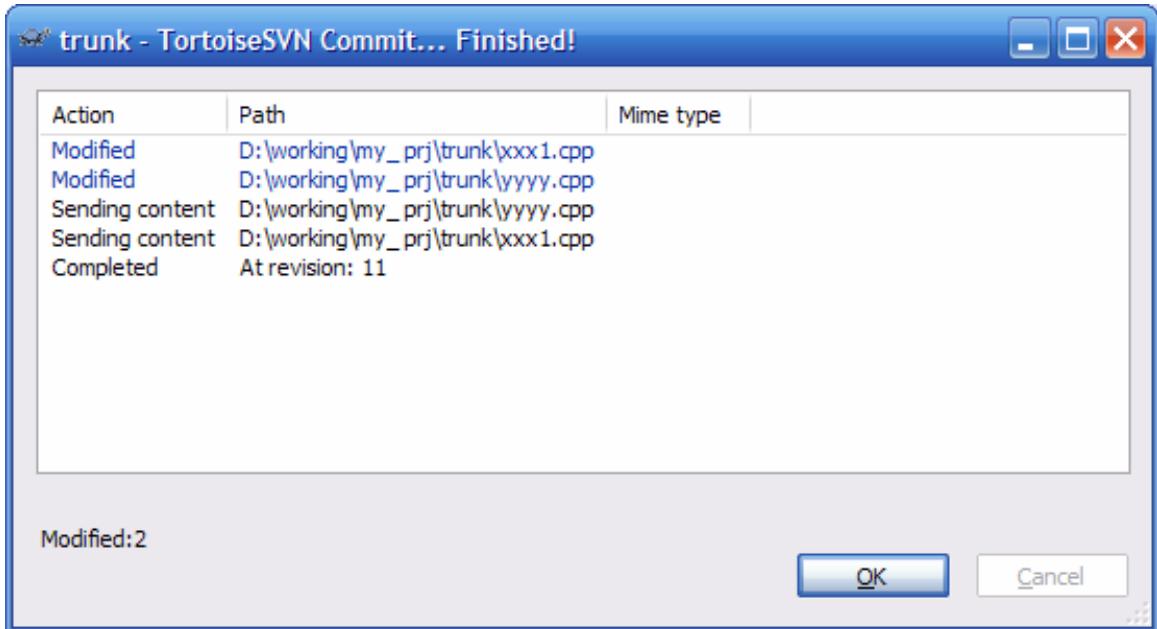 trunk - TortoiseSVN Commit... Finished!
Action Path Mime type
Modified D:\working\my_prj\trunk\xxx1.cpp
Modified D:\working\my_prj\trunk\yyyy.cpp
Sending content D:\working\my_prj\trunk\yyyy.cpp
Sending content D:\working\my_prj\trunk\xxx1.cpp
Completed At revision: 11
Modified:2
OK Cancel